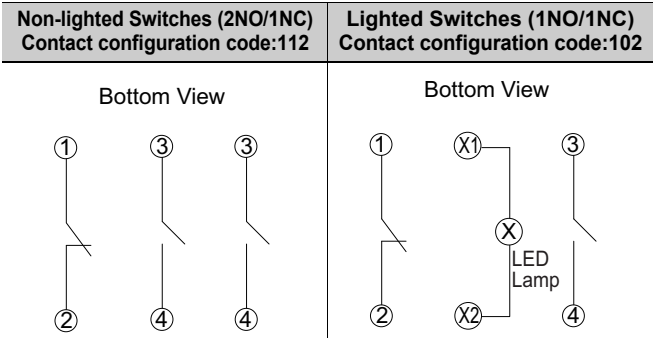 Non-lighted Switches (2NO/1NC)
Contact configuration code:112
Lighted Switches (1NO/1NC)
Contact configuration code:102
Bottom View
Bottom View
1 3 3
1 X1 3
X
LED
Lamp
2 4 4
2 X2 4